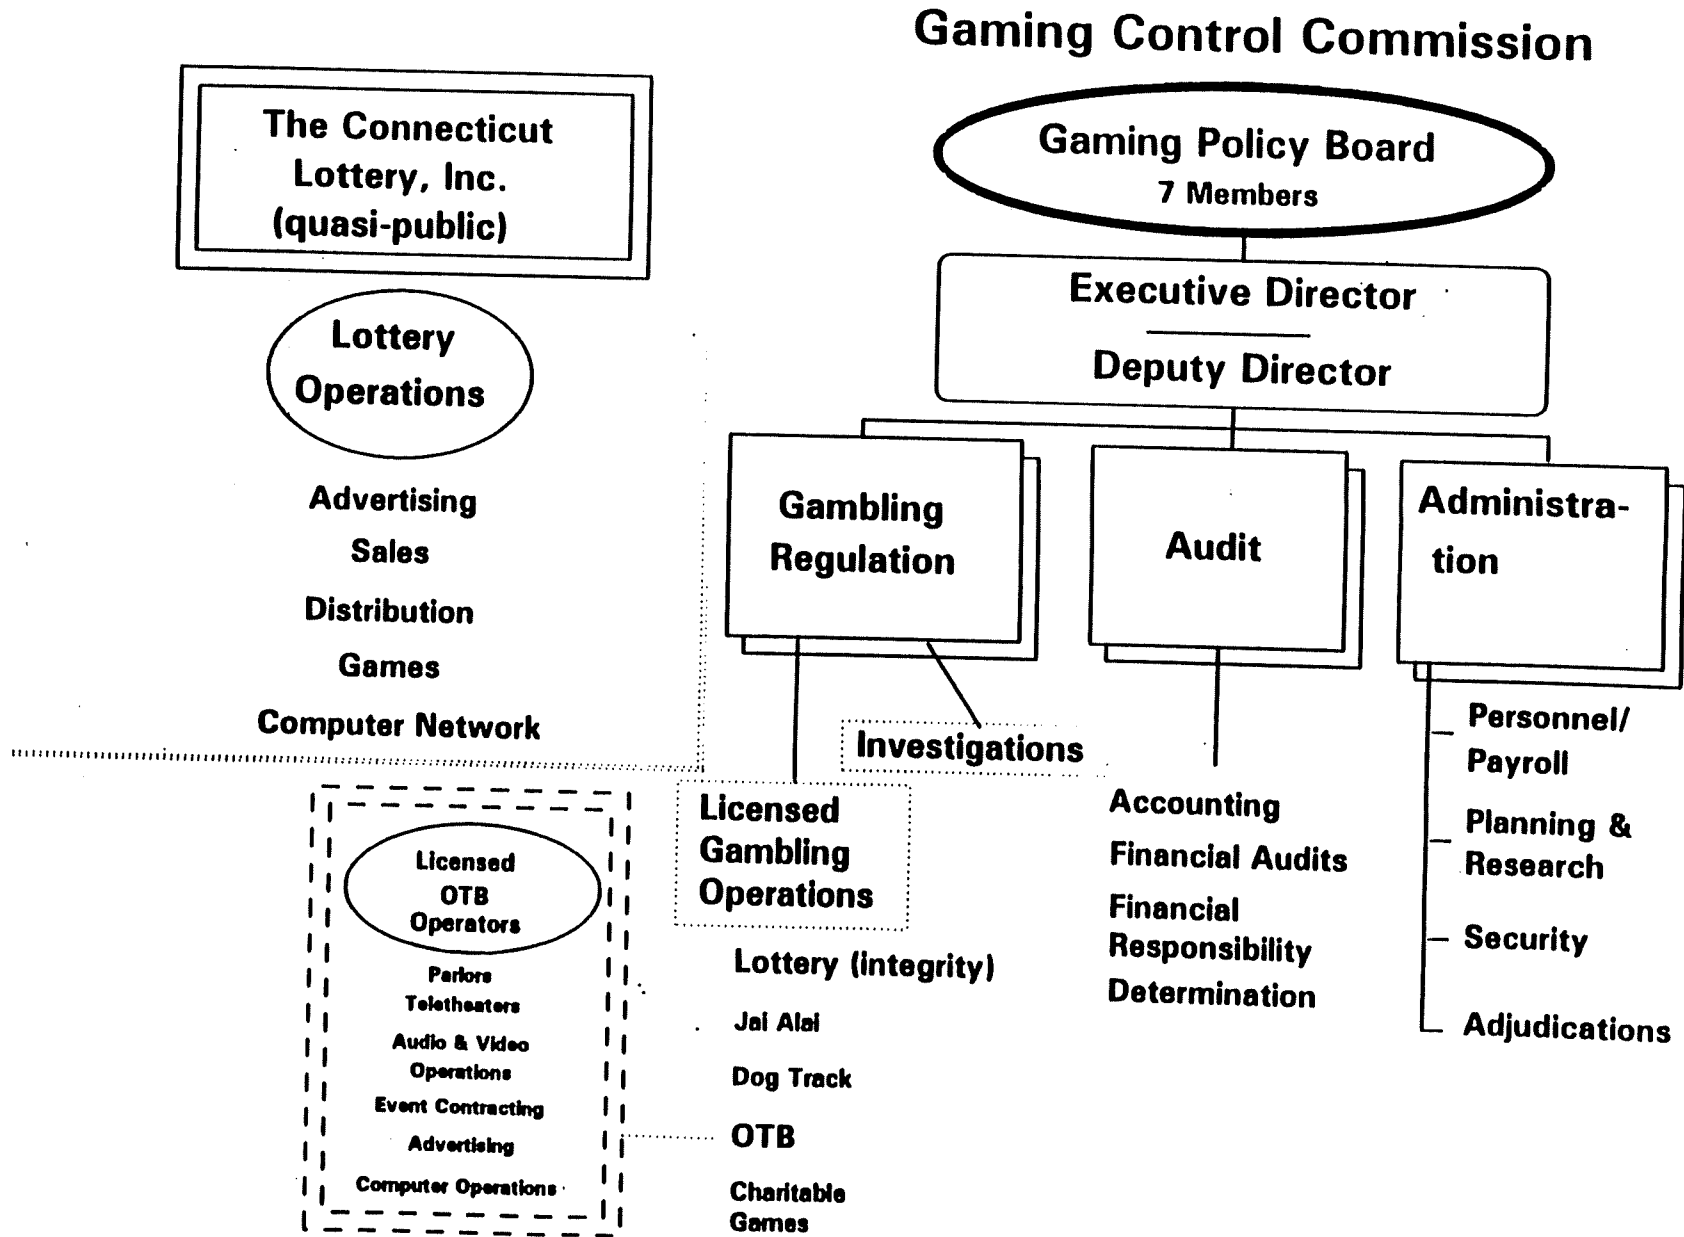 Gaming Control Commission
The Connecticut
Lottery, Inc.
(quasi-public)
Lottery
Operations
Advertising
Sales
Distribution
Games
Computer Network
Gaming Policy Board
7 Members
Executive Director
Deputy Director
Gambling
Regulation
Audit
Administra-
tion
Investigations
Licensed
Gambling
Operations
Lottery (integrity)
Jai Alai
Dog Track
OTB
Charitable
Games
Accounting
Financial Audits
Financial
Responsibility
Determination
Personnel/
Payroll
Planning &
Research
Security
Adjudications
Licensed
OTB
Operators
Parlors
Teletheaters
Audio & Video
Operations
Event Contracting
Advertising
Computer Operations